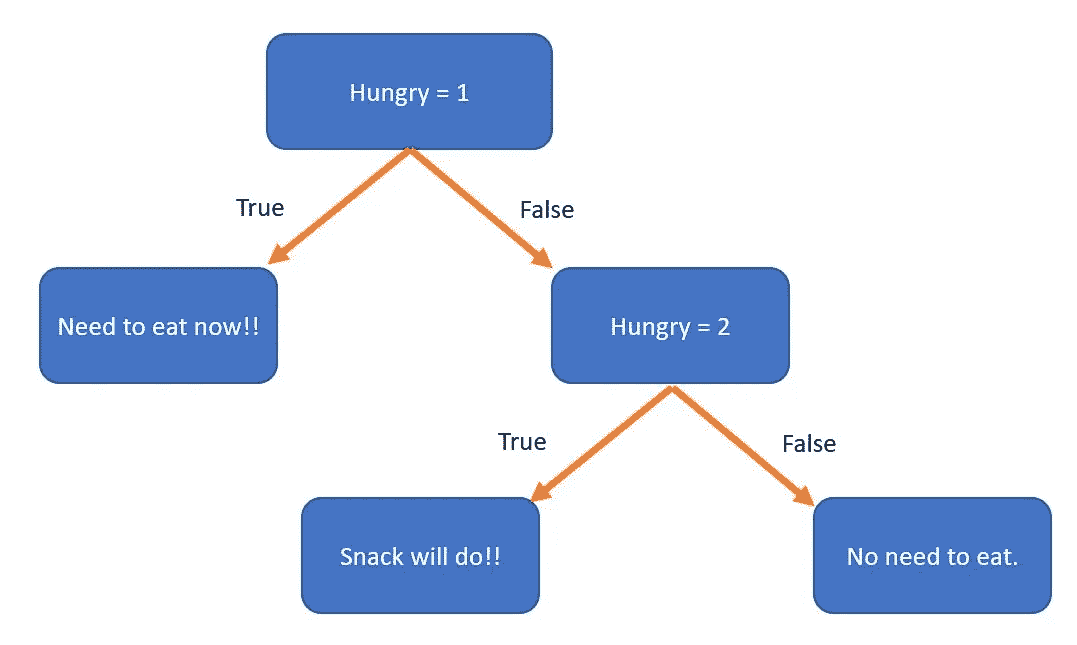 Hungry = 1
True
False
Need to eat now!!
Hungry = 2
True
False
Snack will do!!
No need to eat.